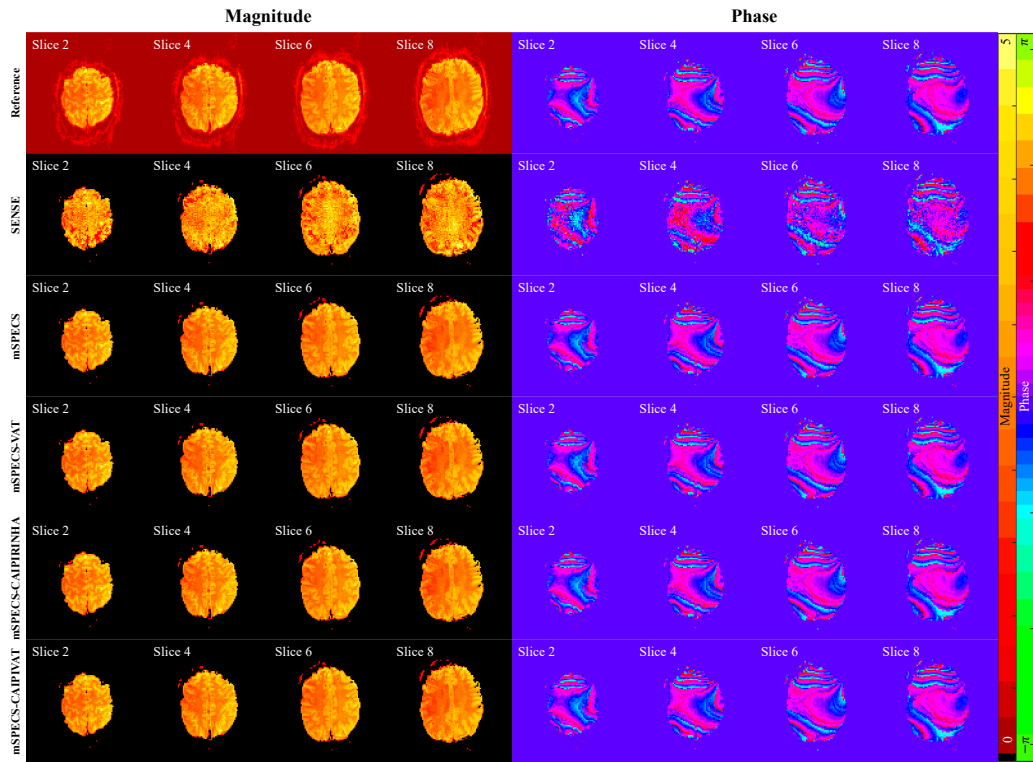 Magnitude Phase
Reference
Slice 2 Slice 4 Slice 6 Slice 8 Slice 2 Slice 4 Slice 6 Slice 8
SENSE
Slice 2 Slice 4 Slice 6 Slice 8 Slice 2 Slice 4 Slice 6 Slice 8
mSPECS
Slice 2 Slice 4 Slice 6 Slice 8 Slice 2 Slice 4 Slice 6 Slice 8
mSPECS-VAT
Slice 2 Slice 4 Slice 6 Slice 8 Slice 2 Slice 4 Slice 6 Slice 8
mSPECS-CAIPIRINHA
Slice 2 Slice 4 Slice 6 Slice 8 Slice 2 Slice 4 Slice 6 Slice 8
mSPECS-CAIPIVAT
Slice 2 Slice 4 Slice 6 Slice 8 Slice 2 Slice 4 Slice 6 Slice 8
0 Magnitude 5
−π Phase π